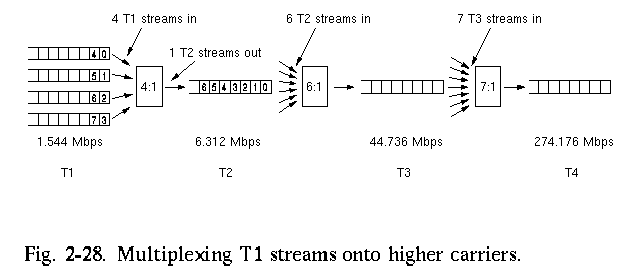 4 T1 streams in
6 T2 streams in
7 T3 streams in
1 T2 streams out
4 0
5 1
6 2
7 3
4:1
6 5 4 3 2 1 0
6:1
7:1
1.544 Mbps
6.312 Mbps
44.736 Mbps
274.176 Mbps
T1
T2
T3
T4
Fig. 2-28. Multiplexing T1 streams onto higher carriers.